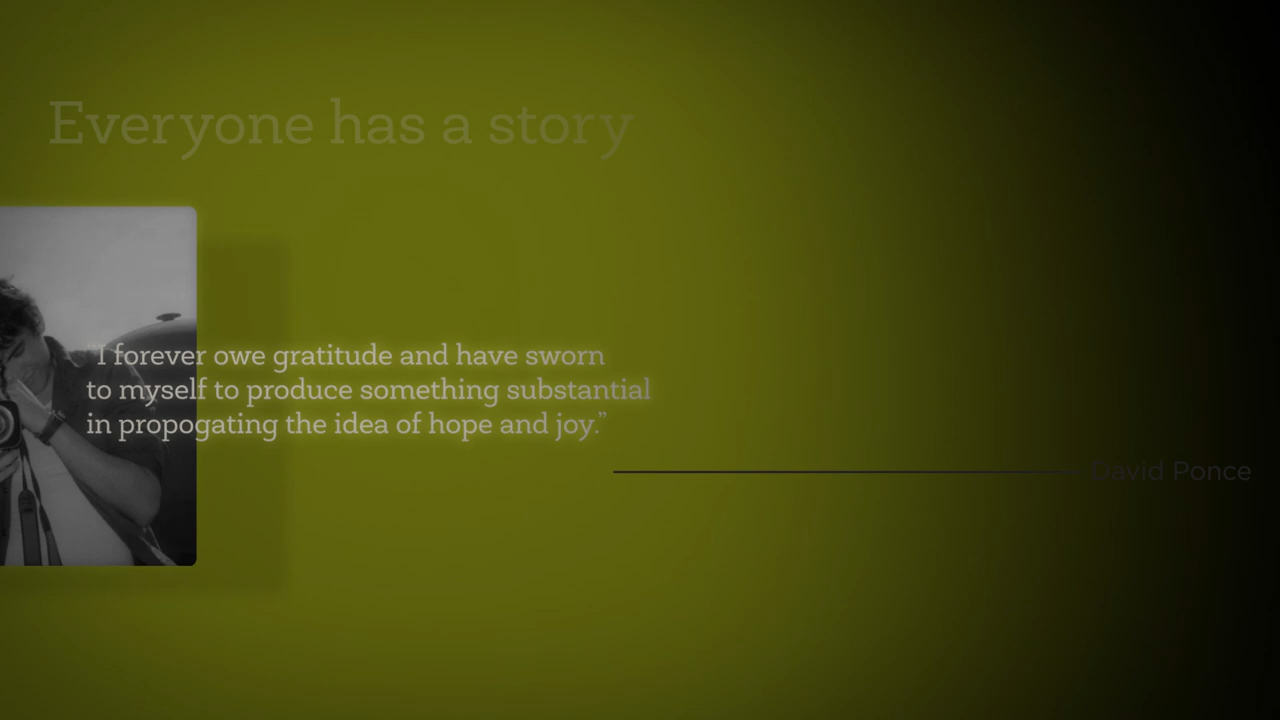 Everyone has a story
“I forever owe gratitude and have sworn
to myself to produce something substantial
in propogating the idea of hope and joy.”
David Ponce